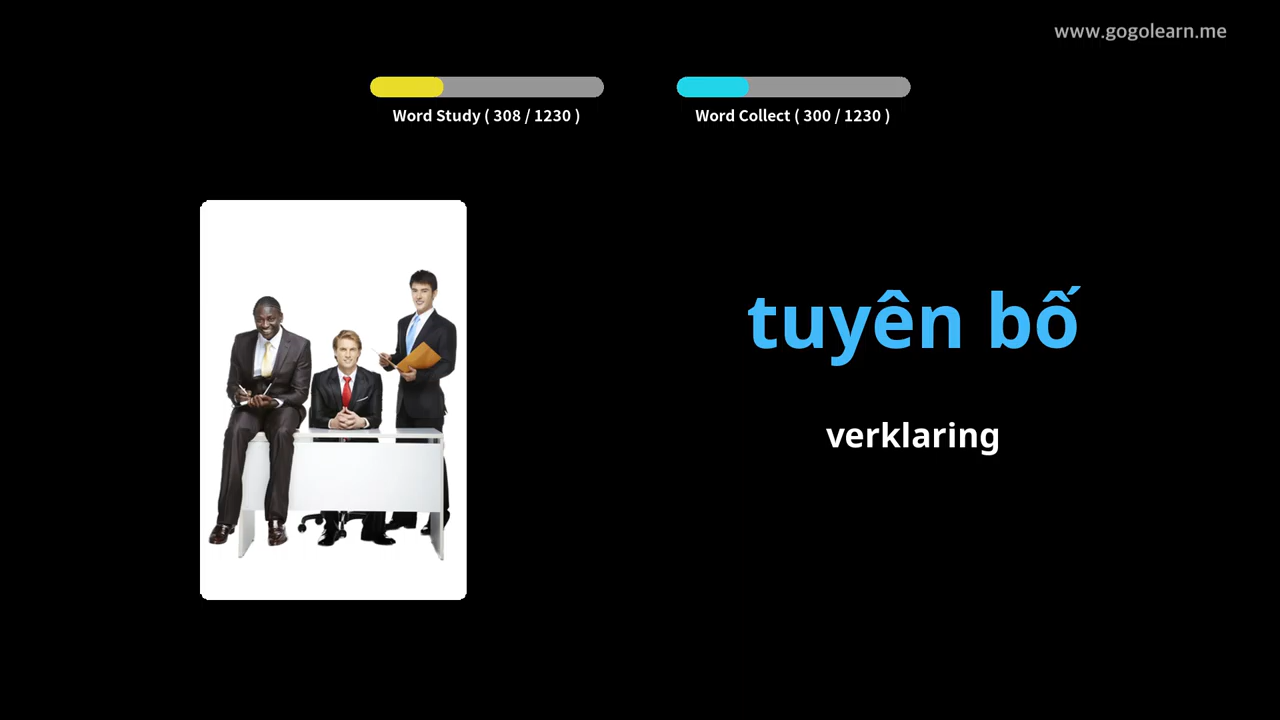 www.gogolearn.me
Word Study ( 308 / 1230 )
Word Collect ( 300 / 1230 )
tuyên bố
verklaring